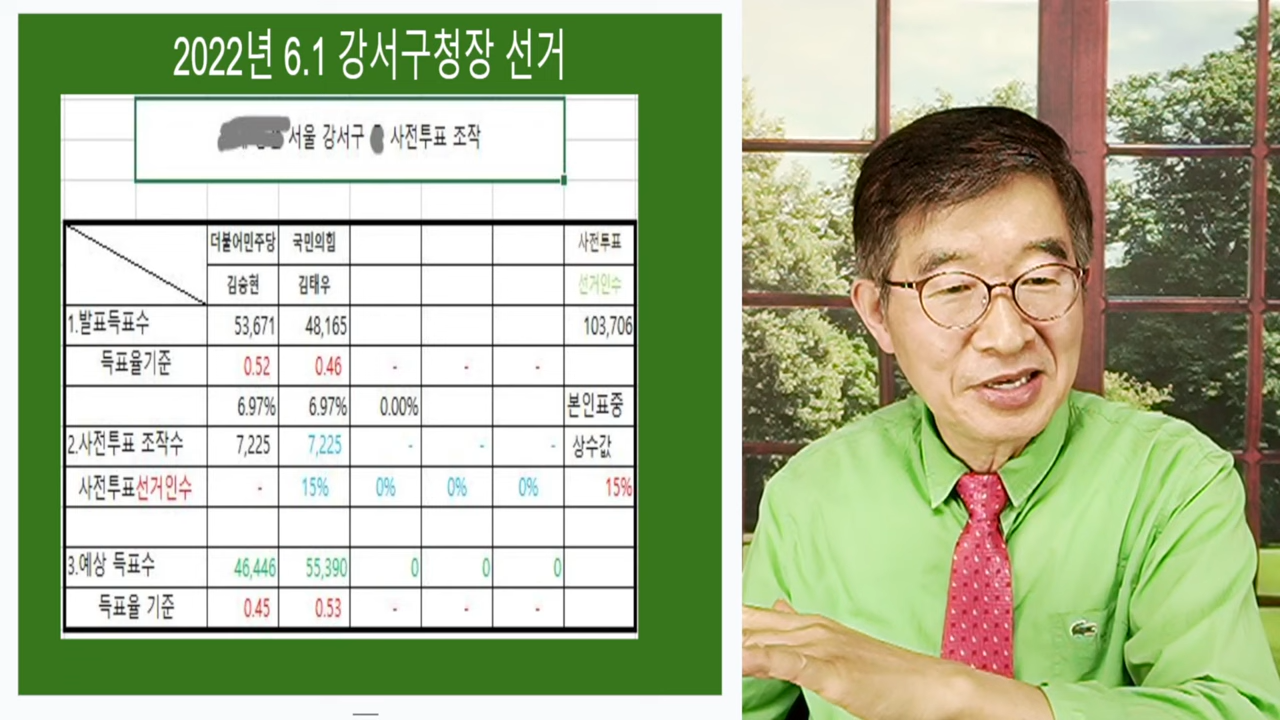 2022년 6.1 강서구청장 선거
서울 강서구 사전투표 조작
더불어민주당 국민의힘 사전투표
김승현 김태우 선거인수
1.발표득표수 53,671 48,165 103,706
득표율기준 0.52 0.46 - - -
6.97% 6.97% 0.00% 본인표중
2.사전투표 조작수 7,225 7,225 - - - 상수값
사전투표선거인수 - 15% 0% 0% 0% 15%
3.예상 득표수 46,446 55,390 0 0 0
득표율 기준 0.45 0.53 - - -